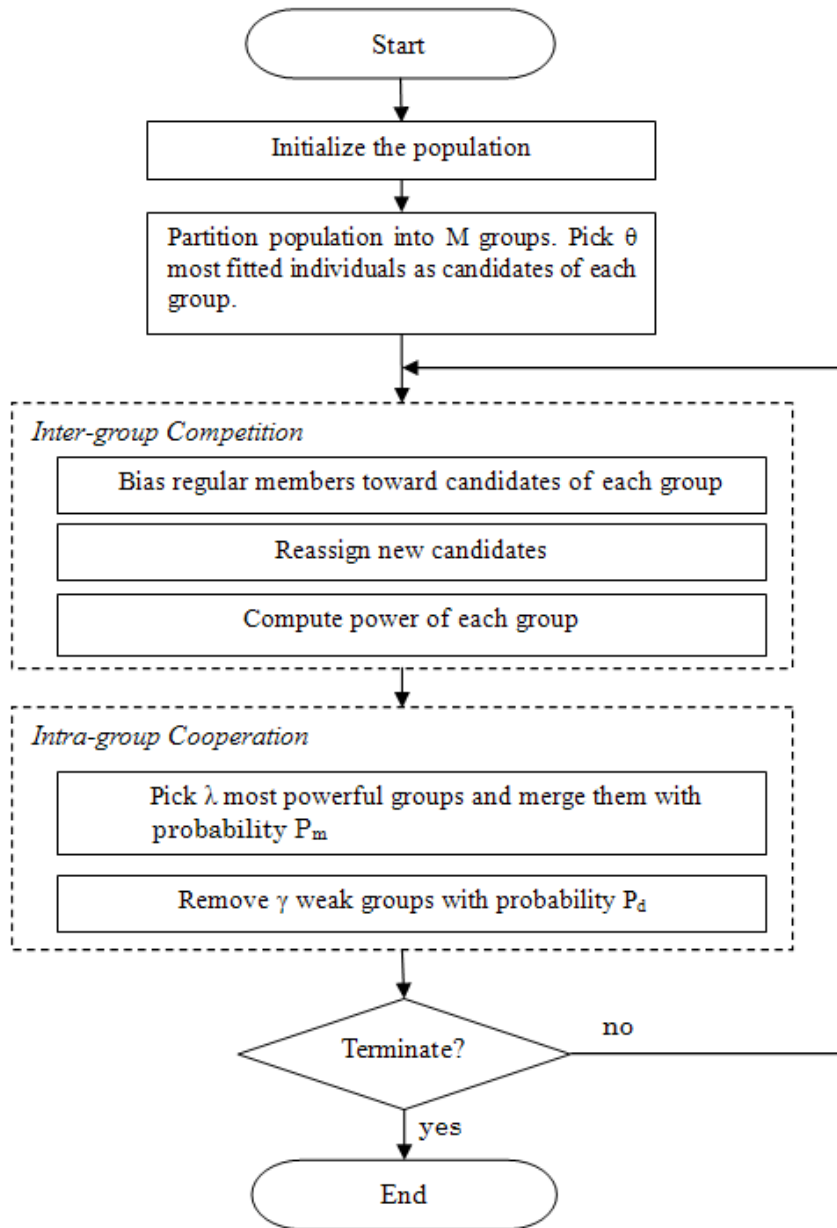 Start
Initialize the population
Partition population into M groups. Pick θ
most fitted individuals as candidates of each
group.
Inter-group Competition
Bias regular members toward candidates of each group
Reassign new candidates
Compute power of each group
Intra-group Cooperation
Pick λ most powerful groups and merge them with
probability Pm
Remove γ weak groups with probability Pd
Terminate?
no
yes
End